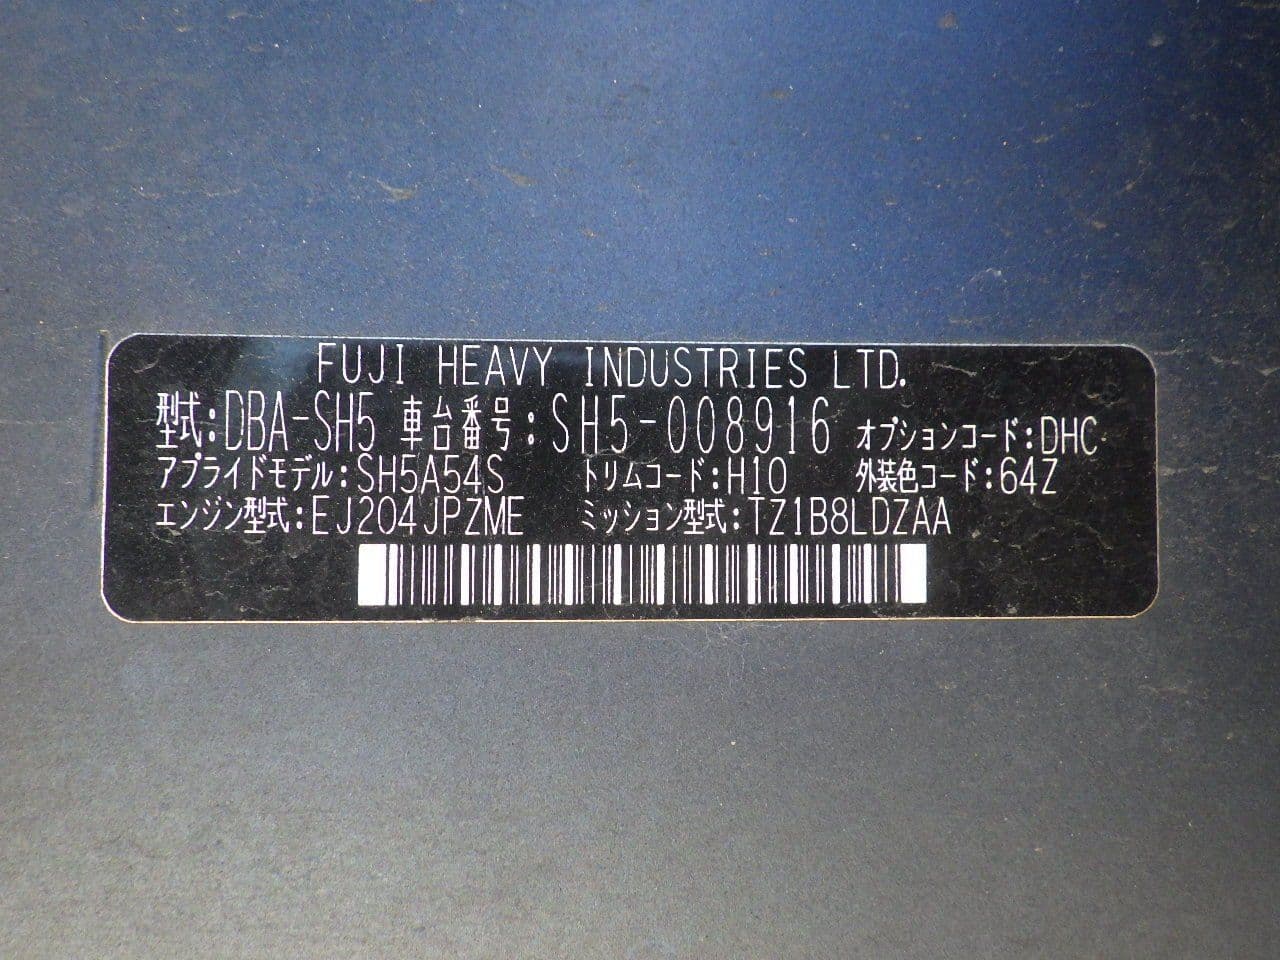 FUJI HEAVY INDUSTRIES LTD.
型式:DBA-SH5 車台番号:SH5-008916 オプションコード:DHC
アプライドモデル:SH5A54S トリムコード:H10 外装色コード:64Z
エンジン型式:EJ204JPZME ミッション型式:TZ1B8LDZAA